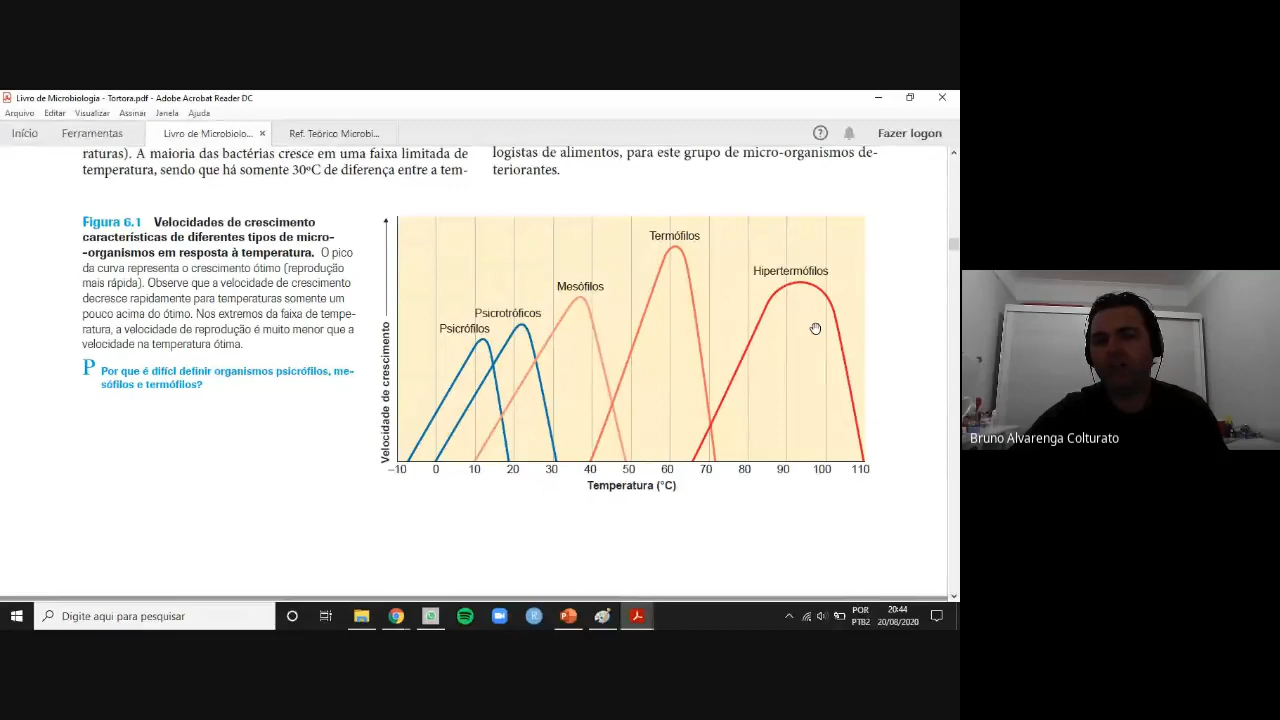 Livro de Microbiologia - Tortora.pdf - Adobe Acrobat Reader DC
Arquivo Editar Visualizar Assinar Janela Ajuda
Início Ferramentas Livro de Microbiolo... × Ref. Teórico Microbi... Fazer logon
raturas). A maioria das bactérias cresce em uma faixa limitada de
temperatura, sendo que há somente 30ºC de diferença entre a tem-
logistas de alimentos, para este grupo de micro-organismos de-
teriorantes.
Figura 6.1 Velocidades de crescimento
características de diferentes tipos de micro-
-organismos em resposta à temperatura. O pico
da curva representa o crescimento ótimo (reprodução
mais rápida). Observe que a velocidade de crescimento
decresce rapidamente para temperaturas somente um
pouco acima do ótimo. Nos extremos da faixa de tempe-
ratura, a velocidade de reprodução é muito menor que a
velocidade na temperatura ótima.
P Por que é difícil definir organismos psicrófilos, me-
sófilos e termófilos?
Velocidade de crescimento
Psicrófilos
Psicrotróficos
Mesófilos
Termófilos
Hipertermófilos
–10 0 10 20 30 40 50 60 70 80 90 100 110
Temperatura (°C)
Bruno Alvarenga Colturato
Digite aqui para pesquisar
POR
PTB2
20:44
20/08/2020